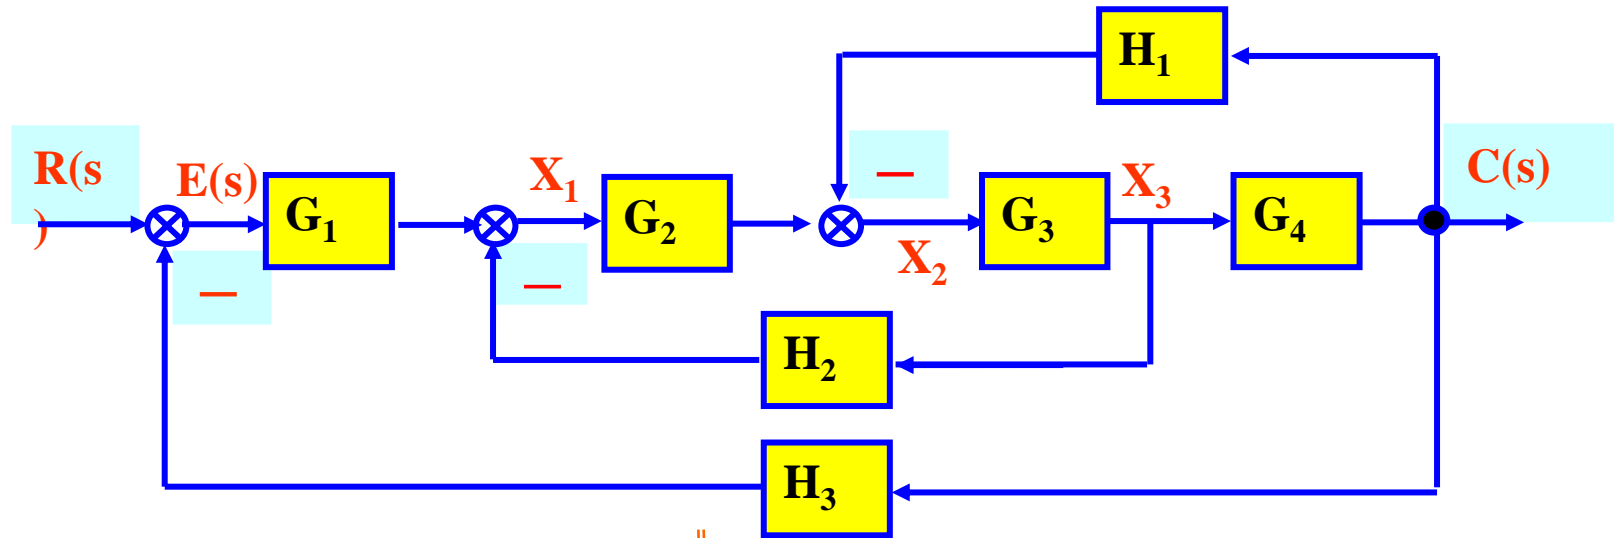 H₁
R(s
)
E(s)
G₁
X₁
G₂
—
X₂
G₃
X₃
G₄
C(s)
—
—
H₂
H₃